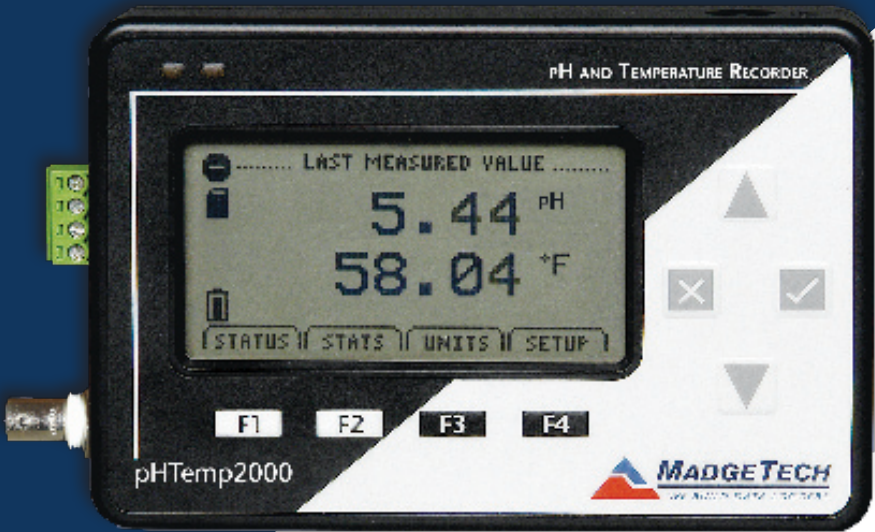 pH AND TEMPERATURE RECORDER
LAST MEASURED VALUE
5.44 pH
58.04 °F
STATUS STATS UNITS SETUP
F1 F2 F3 F4
pHTemp2000
MADGETECH